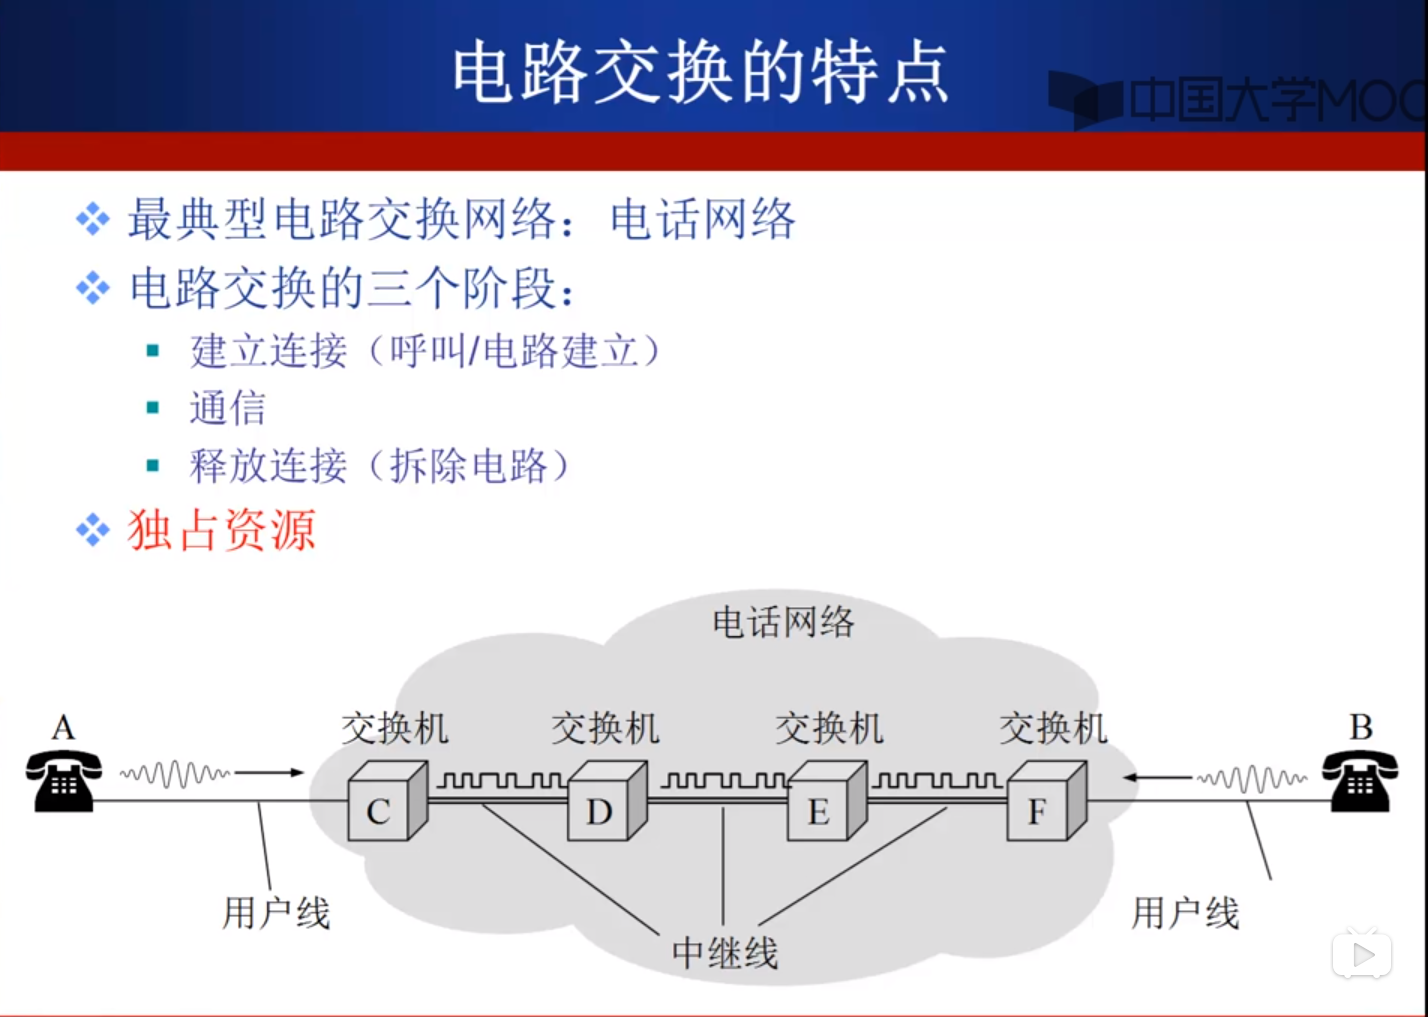 电路交换的特点
中国大学MOO
最典型电路交换网络：电话网络
电路交换的三个阶段：
建立连接（呼叫/电路建立）
通信
释放连接（拆除电路）
独占资源
电话网络
A
交换机
交换机
交换机
交换机
B
C
D
E
F
用户线
中继线
用户线